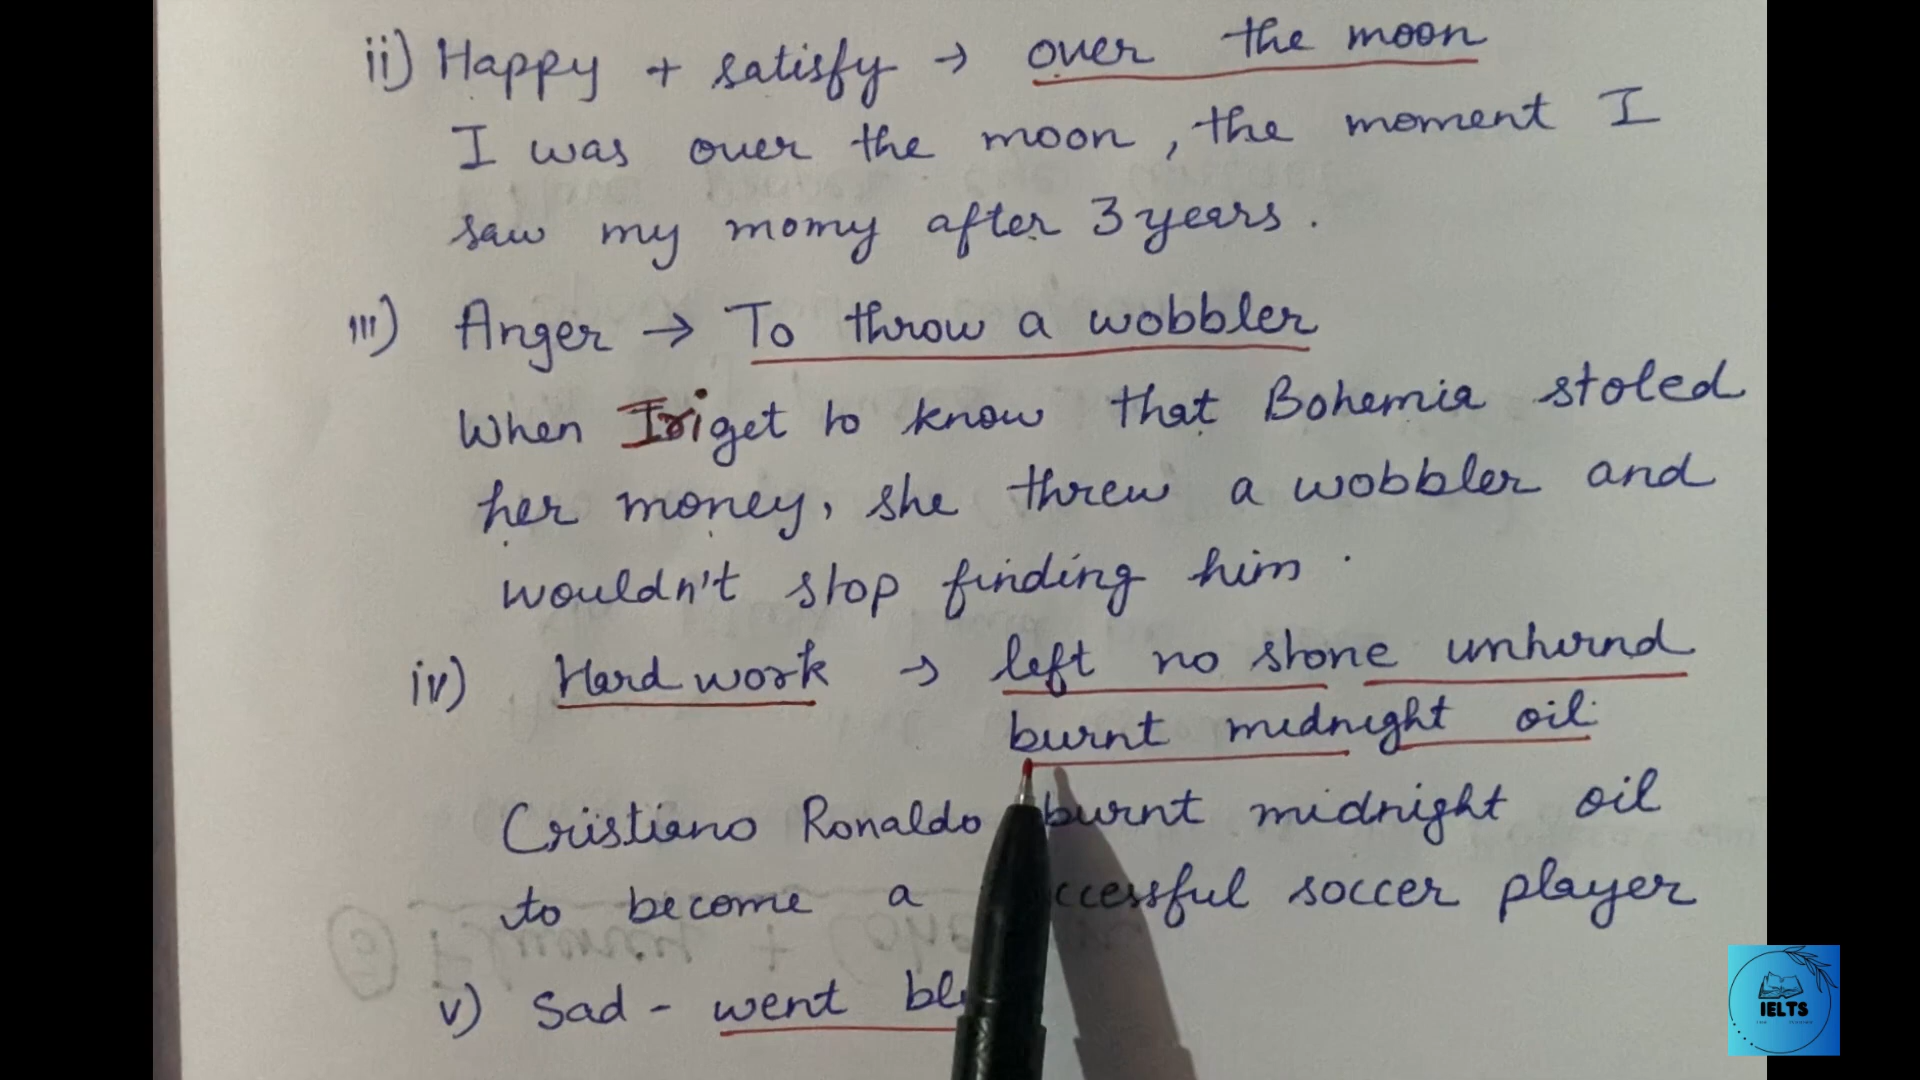 ii) Happy + satisfy → over the moon
I was over the moon, the moment I
saw my momy after 3 years.
iii) Anger → To throw a wobbler
When Iri get to know that Bohemia stoled
her money, she threw a wobbler and
wouldn't stop finding him.
iv) Hard work → left no stone unturnd
burnt midnight oil
Cristiano Ronaldo burnt midnight oil
to become a soccer player
v) Sad - went
IELTS